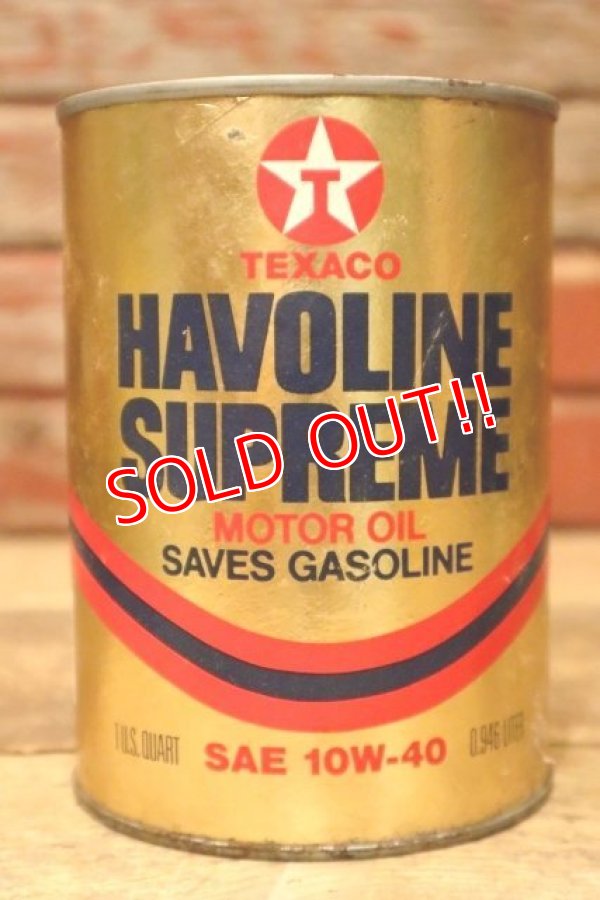 T
TEXACO
HAVOLINE
SUPREME
SOLD OUT!!
MOTOR OIL
SAVES GASOLINE
1 U.S. QUART SAE 10W-40 0.946 LITER